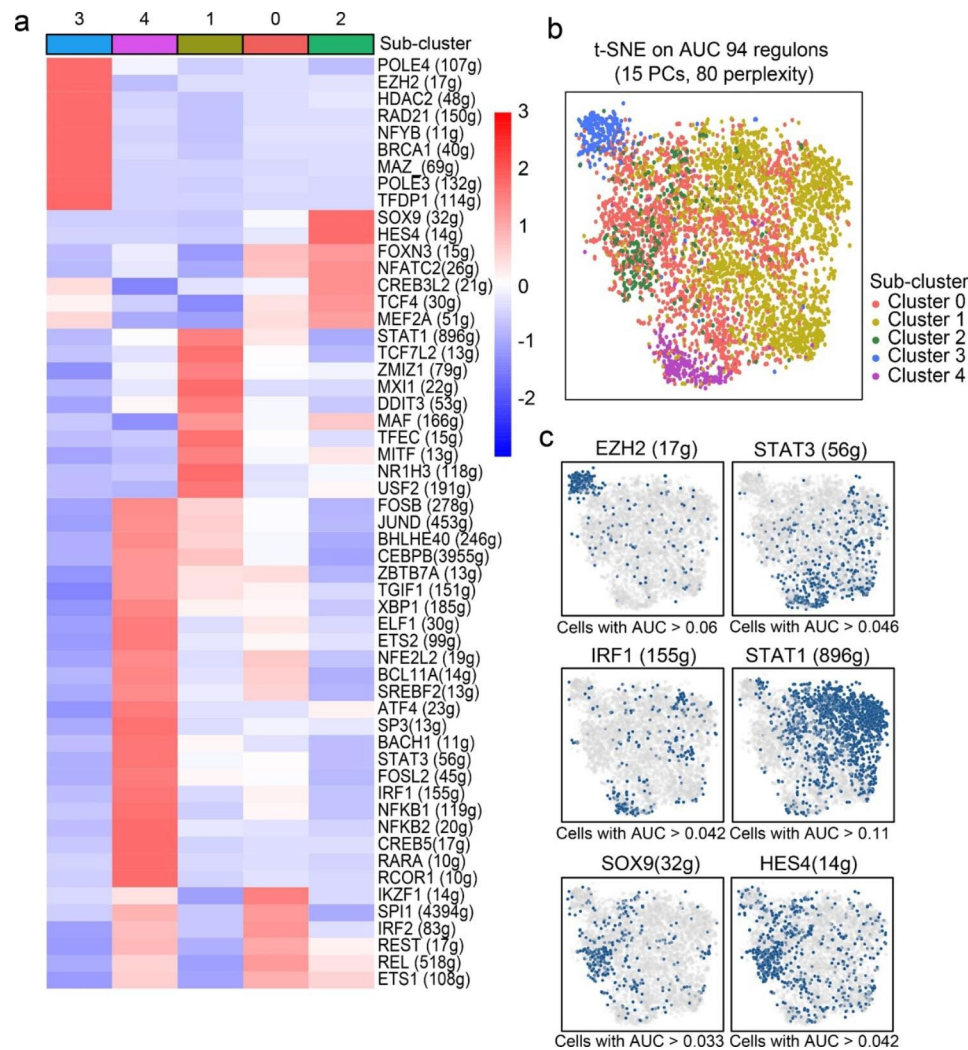 a
3 4 1 0 2
Sub-cluster
POLE4 (107g)
EZH2 (17g)
HDAC2 (48g)
RAD21 (150g)
NFYB (11g)
BRCA1 (40g)
MAZ_(69g)
POLE3 (132g)
TFDP1 (114g)
SOX9 (32g)
HES4 (14g)
FOXN3 (15g)
NFATC2(26g)
CREB3L2 (21g)
TCF4 (30g)
MEF2A (51g)
STAT1 (896g)
TCF7L2 (13g)
ZMIZ1 (79g)
MXI1 (22g)
DDIT3 (53g)
MAF (166g)
TFEC (15g)
MITF (13g)
NR1H3 (118g)
USF2 (191g)
FOSB (278g)
JUND (453g)
BHLHE40 (246g)
CEBPB(3955g)
ZBTB7A (13g)
TGIF1 (151g)
XBP1 (185g)
ELF1 (30g)
ETS2 (99g)
NFE2L2 (19g)
BCL11A(14g)
SREBF2(13g)
ATF4 (23g)
SP3(13g)
BACH1 (11g)
STAT3 (56g)
FOSL2 (45g)
IRF1 (155g)
NFKB1 (119g)
NFKB2 (20g)
CREB5(17g)
RARA (10g)
RCOR1 (10g)
IKZF1 (14g)
SPI1 (4394g)
IRF2 (83g)
REST (17g)
REL (518g)
ETS1 (108g)
3
2
1
0
-1
-2
b
t-SNE on AUC 94 regulons
(15 PCs, 80 perplexity)
Sub-cluster
Cluster 0
Cluster 1
Cluster 2
Cluster 3
Cluster 4
c
EZH2 (17g) STAT3 (56g)
Cells with AUC > 0.06 Cells with AUC > 0.046
IRF1 (155g) STAT1 (896g)
Cells with AUC > 0.042 Cells with AUC > 0.11
SOX9(32g) HES4(14g)
Cells with AUC > 0.033 Cells with AUC > 0.042